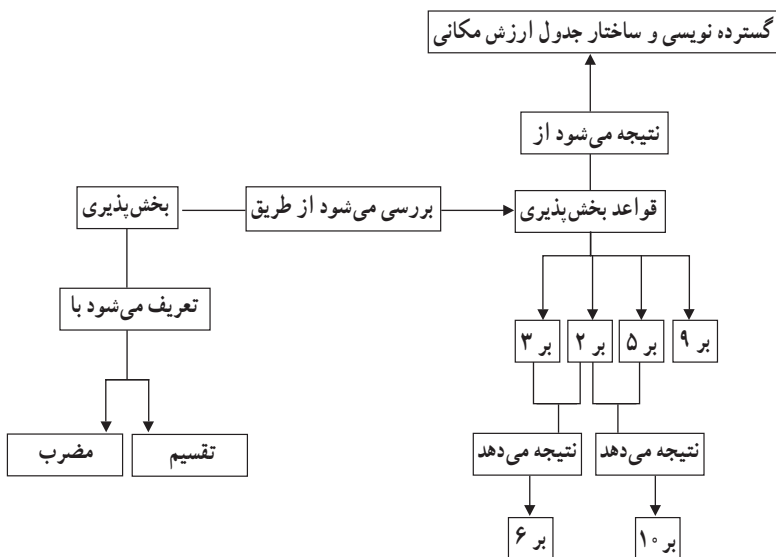 گسترده نویسی و ساختار جدول ارزش مکانی
نتیجه می‌شود از
بخش‌پذیری
بررسی می‌شود از طریق
قواعد بخش‌پذیری
تعریف می‌شود با
بر ۹
بر ۵
بر ۲
بر ۳
تقسیم
مضرب
نتیجه می‌دهد
نتیجه می‌دهد
بر ۱۰
بر ۶